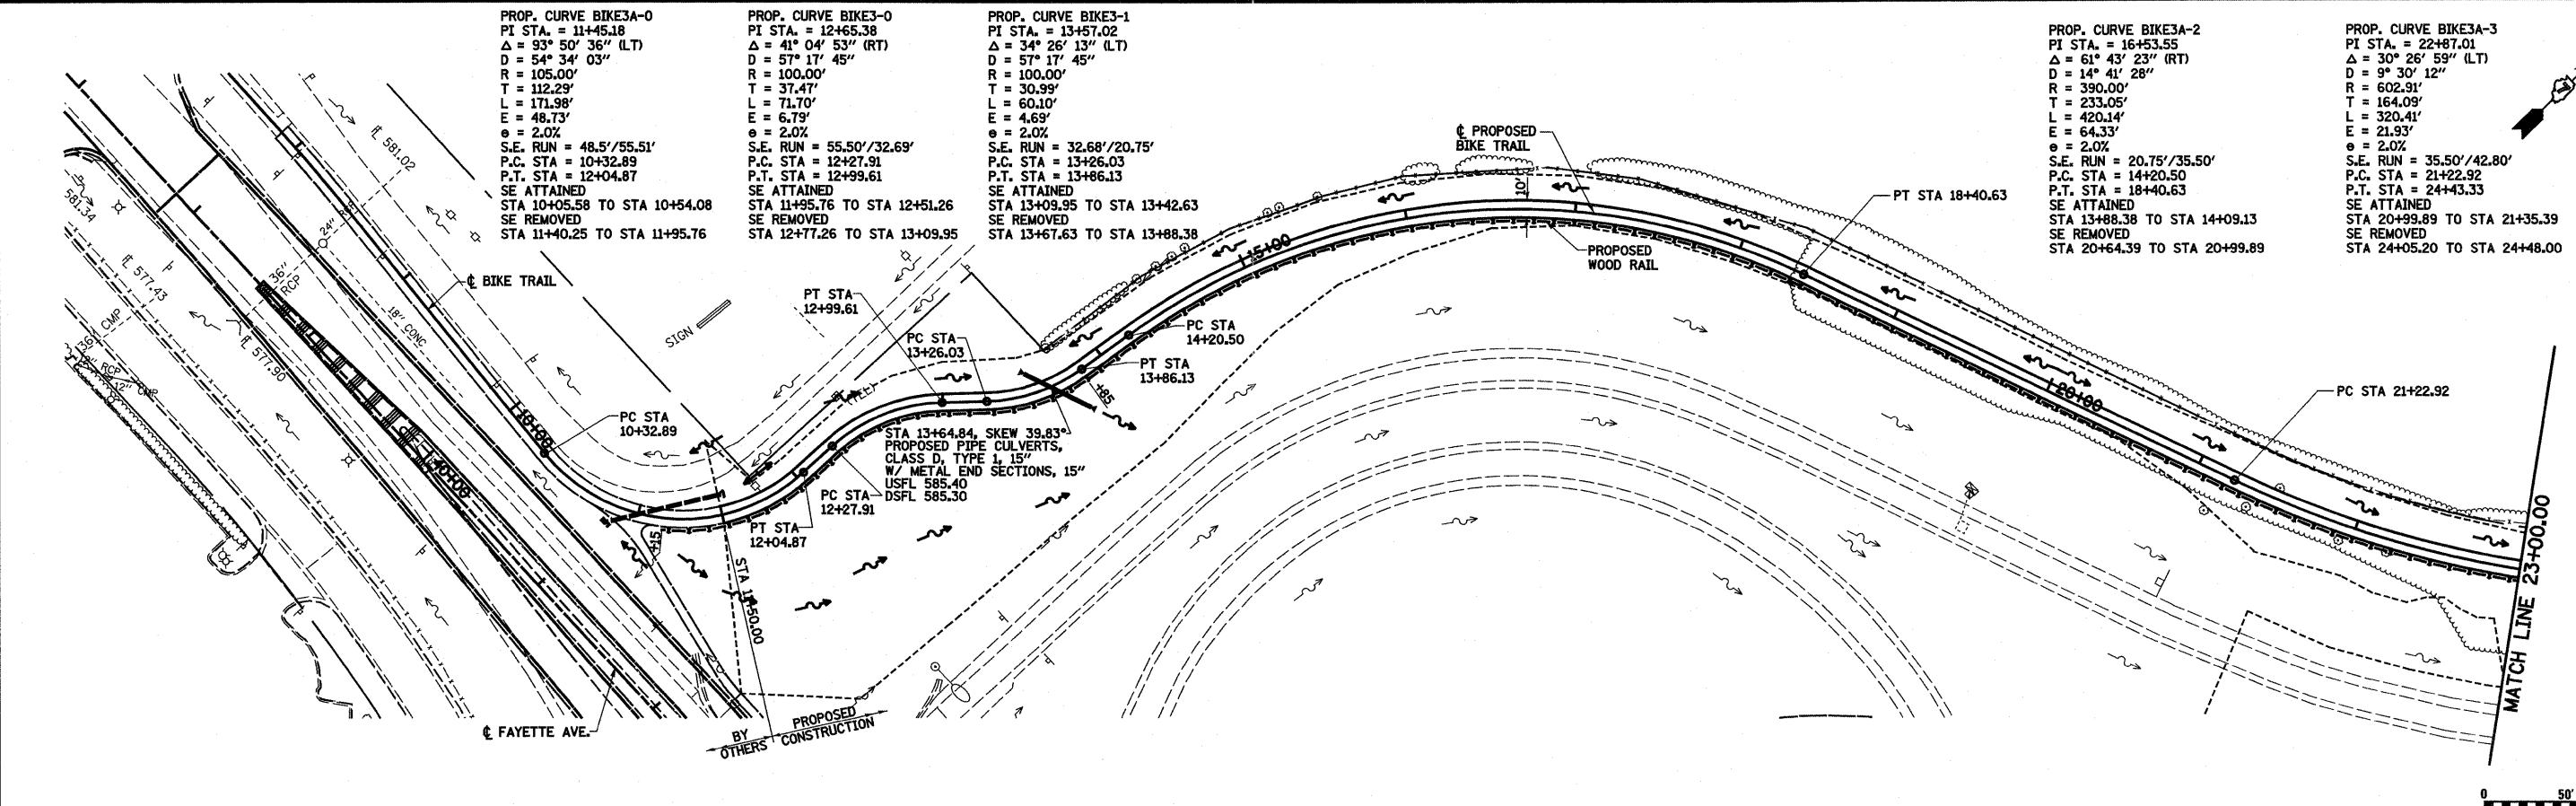 PROP. CURVE BIKE3A-0
PI STA. = 11+45.18
Δ = 93° 50' 36" (LT)
D = 54° 34' 03"
R = 105.00'
T = 112.29'
L = 171.98'
E = 48.73'
e = 2.0%
S.E. RUN = 48.5'/55.51'
P.C. STA = 10+32.89
P.T. STA = 12+04.87
SE ATTAINED
STA 10+05.58 TO STA 10+54.08
SE REMOVED
STA 11+40.25 TO STA 11+95.76
PROP. CURVE BIKE3-0
PI STA. = 12+65.38
Δ = 41° 04' 53" (RT)
D = 57° 17' 45"
R = 100.00'
T = 37.47'
L = 71.70'
E = 6.79'
e = 2.0%
S.E. RUN = 55.50'/32.69'
P.C. STA = 12+27.91
P.T. STA = 12+99.61
SE ATTAINED
STA 11+95.76 TO STA 12+51.26
SE REMOVED
STA 12+77.26 TO STA 13+09.95
PROP. CURVE BIKE3-1
PI STA. = 13+57.02
Δ = 34° 26' 13" (LT)
D = 57° 17' 45"
R = 100.00'
T = 30.99'
L = 60.10'
E = 4.69'
e = 2.0%
S.E. RUN = 32.68'/20.75'
P.C. STA = 13+26.03
P.T. STA = 13+86.13
SE ATTAINED
STA 13+09.95 TO STA 13+42.63
SE REMOVED
STA 13+67.63 TO STA 13+88.38
PROP. CURVE BIKE3A-2
PI STA. = 16+53.55
Δ = 61° 43' 23" (RT)
D = 14° 41' 28"
R = 390.00'
T = 233.05'
L = 420.14'
E = 64.33'
e = 2.0%
S.E. RUN = 20.75'/35.50'
P.C. STA = 14+20.50
P.T. STA = 18+40.63
SE ATTAINED
STA 13+88.38 TO STA 14+09.13
SE REMOVED
STA 20+64.39 TO STA 20+99.89
PROP. CURVE BIKE3A-3
PI STA. = 22+87.01
Δ = 30° 26' 59" (LT)
D = 9° 30' 12"
R = 602.91'
T = 164.09'
L = 320.41'
E = 21.93'
e = 2.0%
S.E. RUN = 35.50'/42.80'
P.C. STA = 21+22.92
P.T. STA = 24+43.33
SE ATTAINED
STA 20+99.89 TO STA 21+35.39
SE REMOVED
STA 24+05.20 TO STA 24+48.00
℄ PROPOSED
BIKE TRAIL
10'
PT STA 18+40.63
15+00
PROPOSED
WOOD RAIL
FL 581.02
581.34
24"
36"
RCP
FL 577.43
36" CMP
FL 577.90
18" CONC
RCP
12" CMP
℄ BIKE TRAIL
SIGN
PT STA
12+99.61
PC STA
13+26.03
PC STA
14+20.50
PT STA
13+86.13
+85
20+00
PC STA 21+22.92
10+00
PC STA
10+32.89
40+00
STA 13+64.84, SKEW 39.83°
PROPOSED PIPE CULVERTS,
CLASS D, TYPE 1, 15"
W/ METAL END SECTIONS, 15"
USFL 585.40
DSFL 585.30
PC STA
12+27.91
PT STA
12+04.87
+15
STA 11+50.00
MATCH LINE 23+00.00
℄ FAYETTE AVE.
BY
OTHERS
PROPOSED
CONSTRUCTION
0 50'